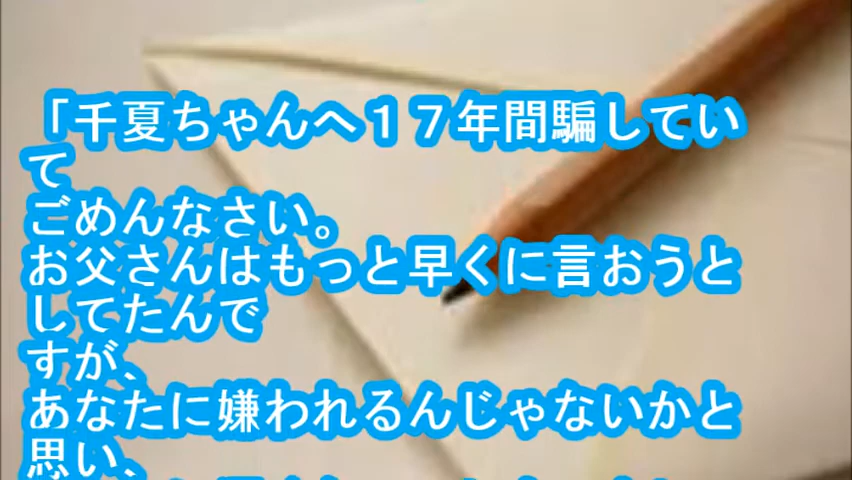 「千夏ちゃんへ１７年間騙してい
て
ごめんなさい。
お父さんはもっと早くに言おうと
してたんで
すが、
あなたに嫌われるんじゃないかと
思い、